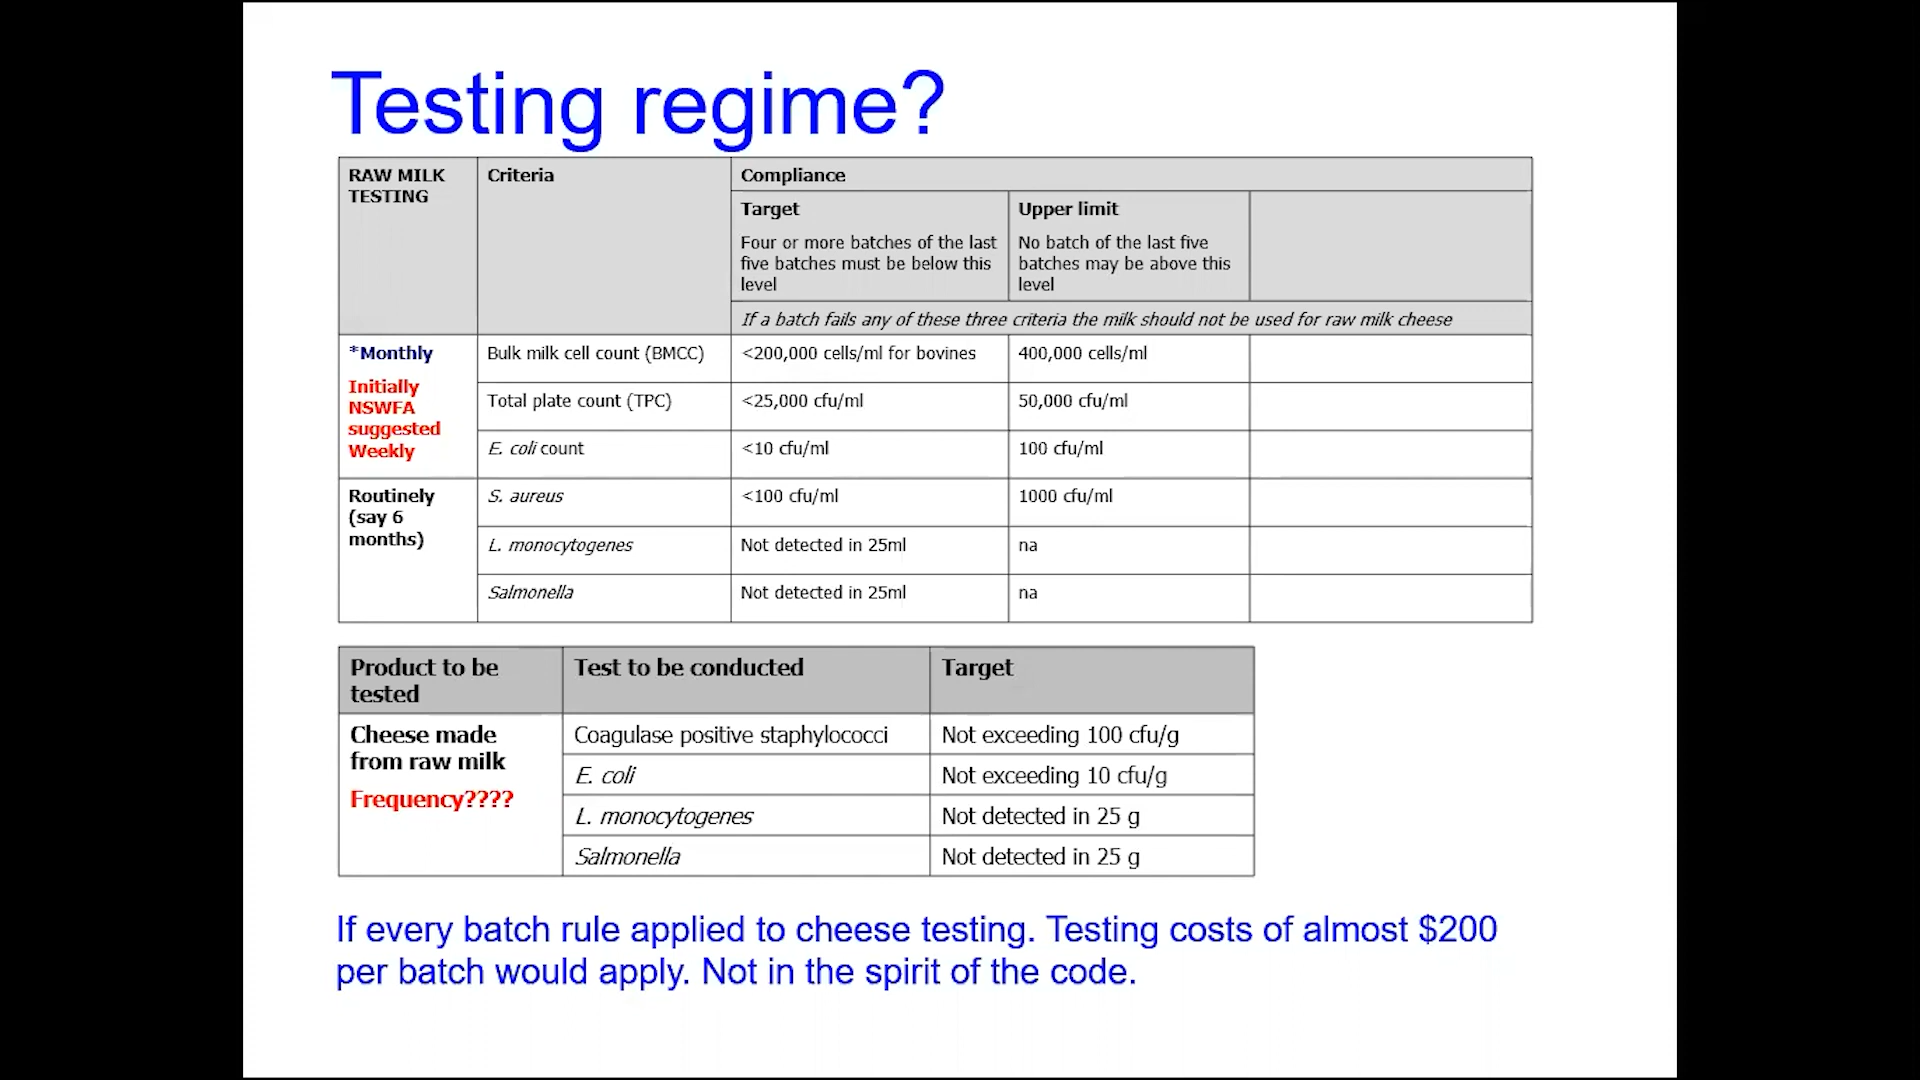 Testing regime?
RAW MILK
TESTING
Criteria
Compliance
Target
Four or more batches of the last
five batches must be below this
level
Upper limit
No batch of the last five
batches may be above this
level
If a batch fails any of these three criteria the milk should not be used for raw milk cheese
*Monthly
Initially
NSWFA
suggested
Weekly
Bulk milk cell count (BMCC)
<200,000 cells/ml for bovines
400,000 cells/ml
Total plate count (TPC)
<25,000 cfu/ml
50,000 cfu/ml
E. coli count
<10 cfu/ml
100 cfu/ml
Routinely
(say 6
months)
S. aureus
<100 cfu/ml
1000 cfu/ml
L. monocytogenes
Not detected in 25ml
na
Salmonella
Not detected in 25ml
na
Product to be
tested
Test to be conducted
Target
Cheese made
from raw milk
Frequency????
Coagulase positive staphylococci
Not exceeding 100 cfu/g
E. coli
Not exceeding 10 cfu/g
L. monocytogenes
Not detected in 25 g
Salmonella
Not detected in 25 g
If every batch rule applied to cheese testing. Testing costs of almost $200
per batch would apply. Not in the spirit of the code.